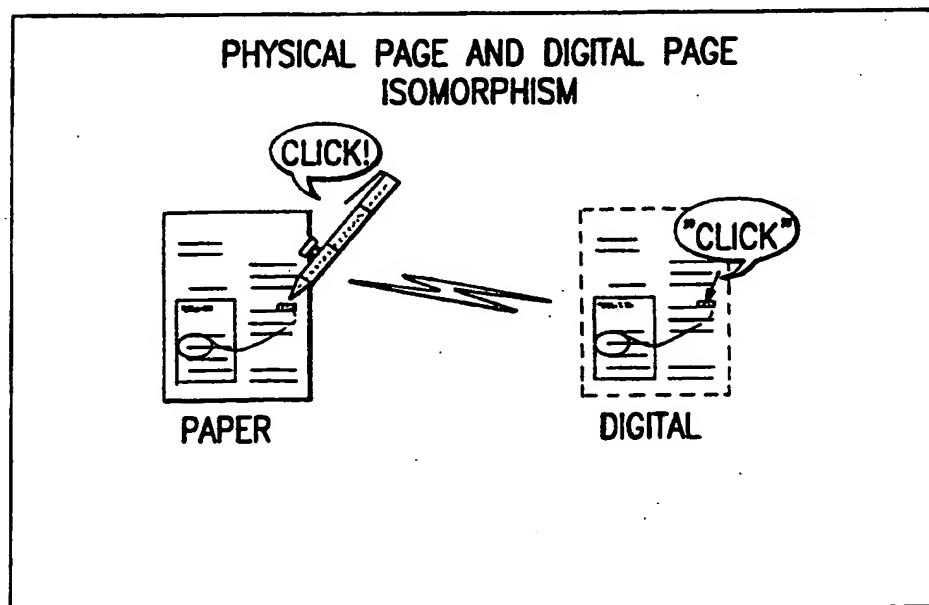 PHYSICAL PAGE AND DIGITAL PAGE
ISOMORPHISM
CLICK!
"CLICK"
PAPER
DIGITAL